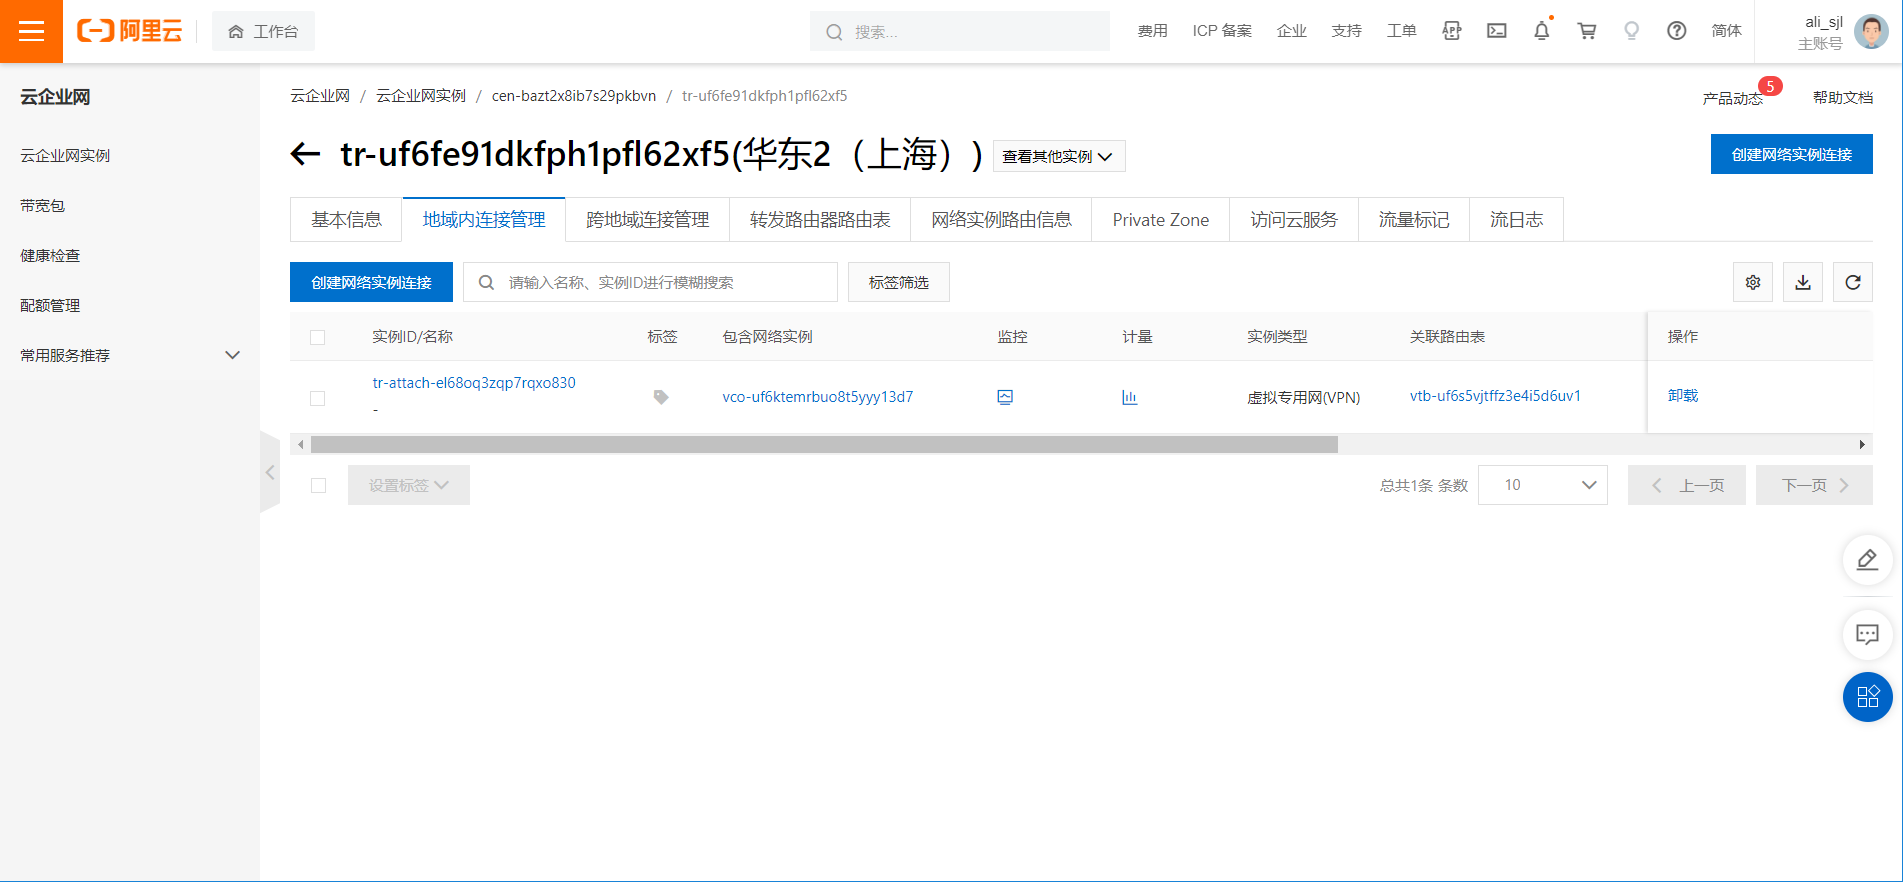 阿里云
工作台
搜索...
费用
ICP 备案
企业
支持
工单
APP
简体
ali_sjl
主账号
云企业网
云企业网实例
带宽包
健康检查
配额管理
常用服务推荐
云企业网 / 云企业网实例 / cen-bazt2x8ib7s29pkbvn / tr-uf6fe91dkfph1pfl62xf5
产品动态 5
帮助文档
tr-uf6fe91dkfph1pfl62xf5(华东2（上海）)
查看其他实例
创建网络实例连接
基本信息 地域内连接管理 跨地域连接管理 转发路由器路由表 网络实例路由信息 Private Zone 访问云服务 流量标记 流日志
创建网络实例连接
请输入名称、实例ID进行模糊搜索
标签筛选
实例ID/名称 标签 包含网络实例 监控 计量 实例类型 关联路由表 操作
tr-attach-el68oq3zqp7rqxo830
-
vco-uf6ktemrbuo8t5yyy13d7
虚拟专用网(VPN)
vtb-uf6s5vjtffz3e4i5d6uv1
卸载
设置标签
总共1条 条数
10
上一页
下一页